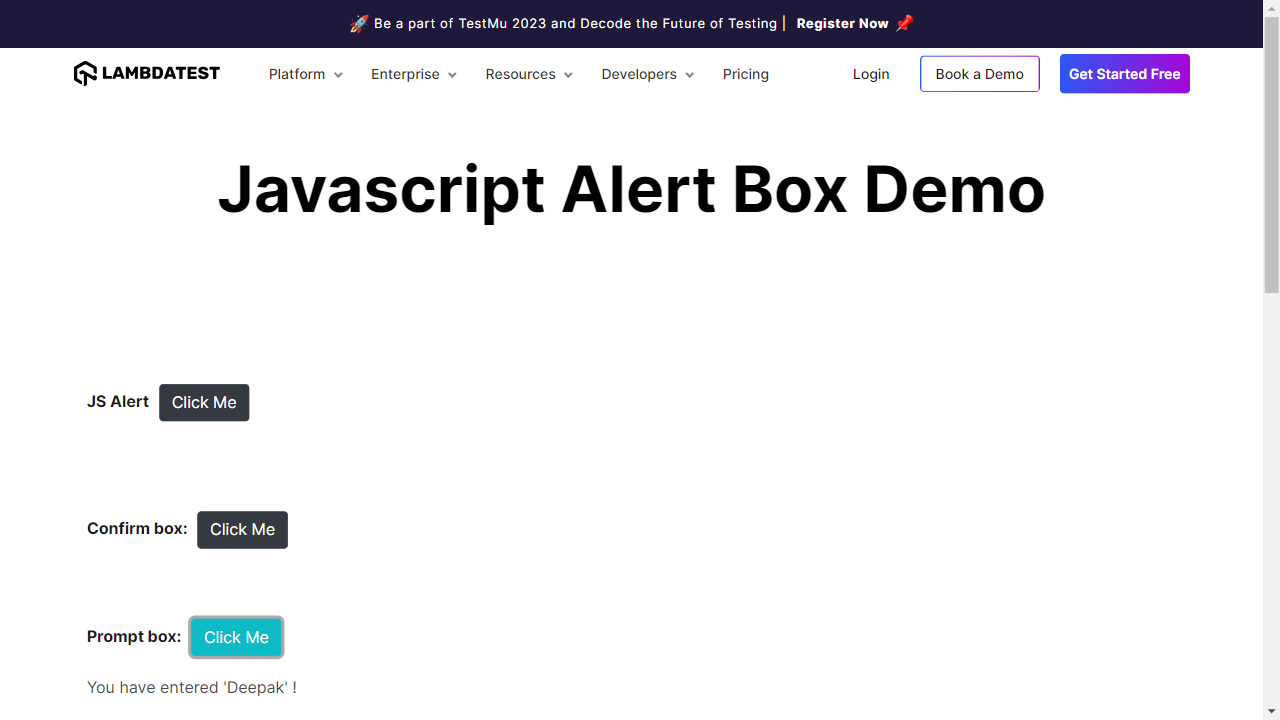 🚀 Be a part of TestMu 2023 and Decode the Future of Testing | Register Now 📌
LAMBDATEST Platform Enterprise Resources Developers Pricing Login Book a Demo Get Started Free
Javascript Alert Box Demo
JS Alert Click Me
Confirm box: Click Me
Prompt box: Click Me
You have entered 'Deepak' !